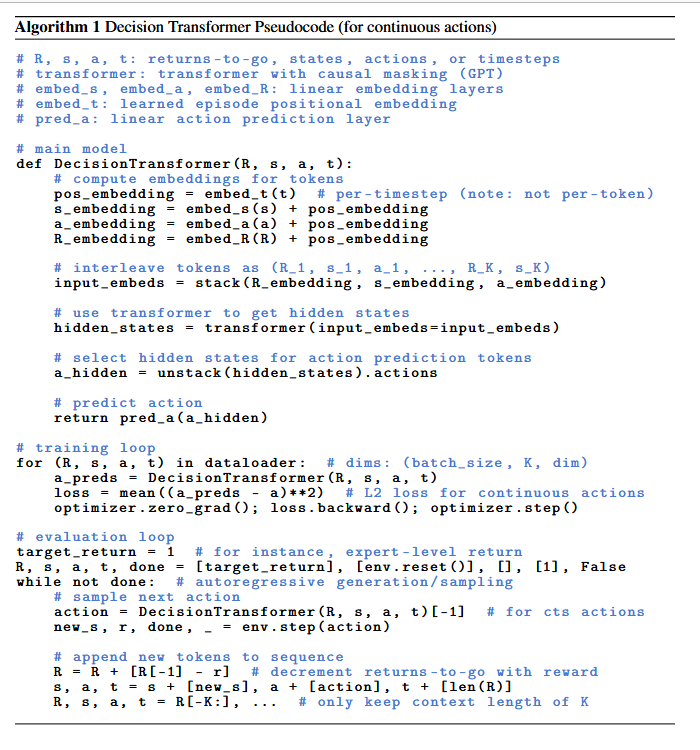 Algorithm 1 Decision Transformer Pseudocode (for continuous actions)
# R, s, a, t: returns-to-go, states, actions, or timesteps
# transformer: transformer with causal masking (GPT)
# embed_s, embed_a, embed_R: linear embedding layers
# embed_t: learned episode positional embedding
# pred_a: linear action prediction layer
# main model
def DecisionTransformer(R, s, a, t):
# compute embeddings for tokens
pos_embedding = embed_t(t) # per-timestep (note: not per-token)
s_embedding = embed_s(s) + pos_embedding
a_embedding = embed_a(a) + pos_embedding
R_embedding = embed_R(R) + pos_embedding
# interleave tokens as (R_1, s_1, a_1, ..., R_K, s_K)
input_embeds = stack(R_embedding, s_embedding, a_embedding)
# use transformer to get hidden states
hidden_states = transformer(input_embeds=input_embeds)
# select hidden states for action prediction tokens
a_hidden = unstack(hidden_states).actions
# predict action
return pred_a(a_hidden)
# training loop
for (R, s, a, t) in dataloader: # dims: (batch_size, K, dim)
a_preds = DecisionTransformer(R, s, a, t)
loss = mean((a_preds - a)**2) # L2 loss for continuous actions
optimizer.zero_grad(); loss.backward(); optimizer.step()
# evaluation loop
target_return = 1 # for instance, expert-level return
R, s, a, t, done = [target_return], [env.reset()], [], [1], False
while not done: # autoregressive generation/sampling
# sample next action
action = DecisionTransformer(R, s, a, t)[-1] # for cts actions
new_s, r, done, _ = env.step(action)
# append new tokens to sequence
R = R + [R[-1] - r] # decrement returns-to-go with reward
s, a, t = s + [new_s], a + [action], t + [len(R)]
R, s, a, t = R[-K:], ... # only keep context length of K